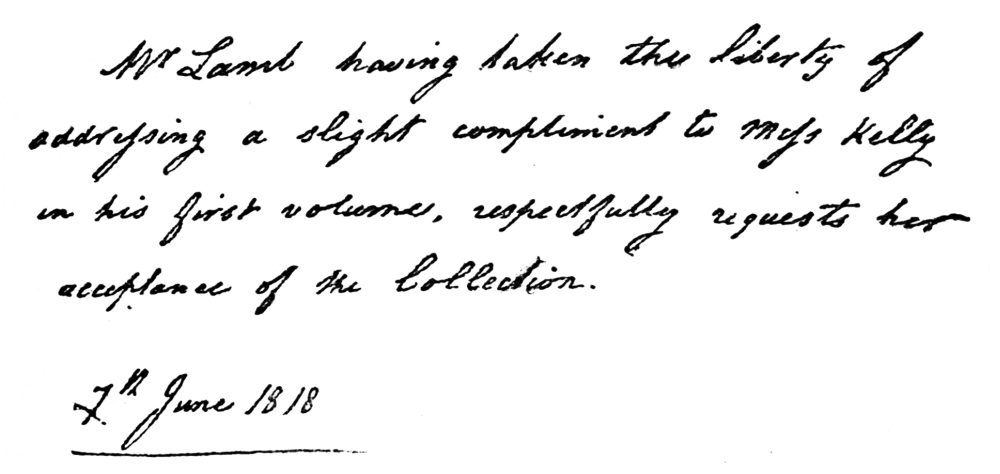 Mr Lamb having taken the liberty of
addressing a slight compliment to Miss Kelly
in his first volume, respectfully requests her
acceptance of the Collection.
7th June 1818